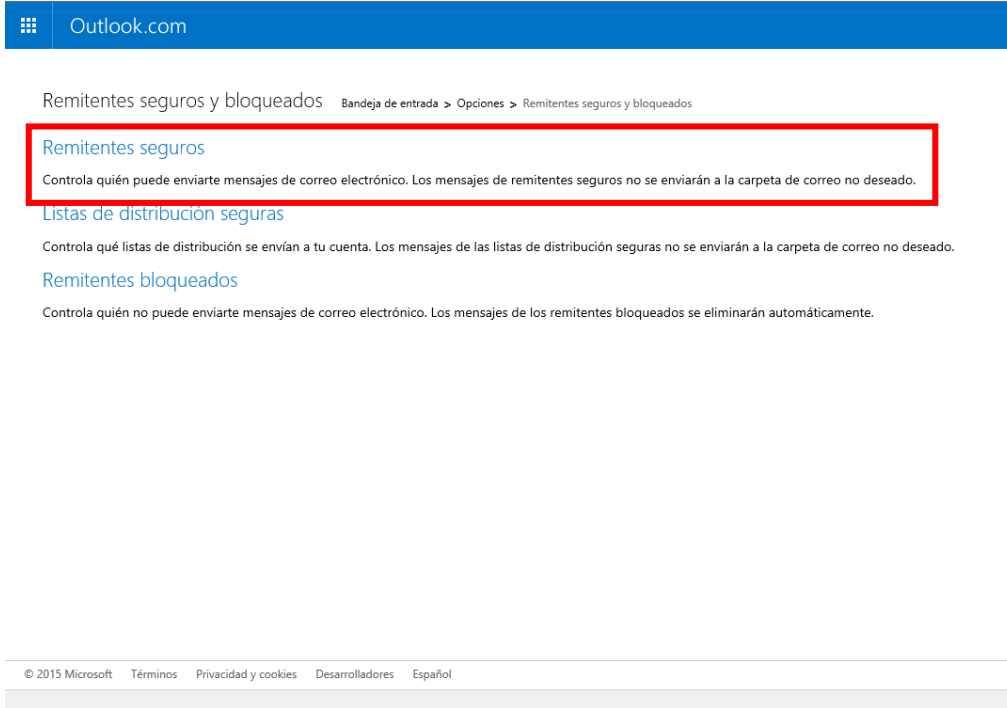 Outlook.com
Remitentes seguros y bloqueados Bandeja de entrada > Opciones > Remitentes seguros y bloqueados
Remitentes seguros
Controla quién puede enviarte mensajes de correo electrónico. Los mensajes de remitentes seguros no se enviarán a la carpeta de correo no deseado.
Listas de distribución seguras
Controla qué listas de distribución se envían a tu cuenta. Los mensajes de las listas de distribución seguras no se enviarán a la carpeta de correo no deseado.
Remitentes bloqueados
Controla quién no puede enviarte mensajes de correo electrónico. Los mensajes de los remitentes bloqueados se eliminarán automáticamente.
© 2015 Microsoft Términos Privacidad y cookies Desarrolladores Español